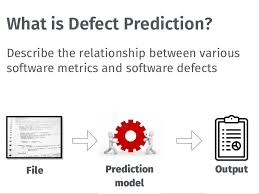 What is Defect Prediction?
Describe the relationship between various
software metrics and software defects
File
Prediction
model
Output